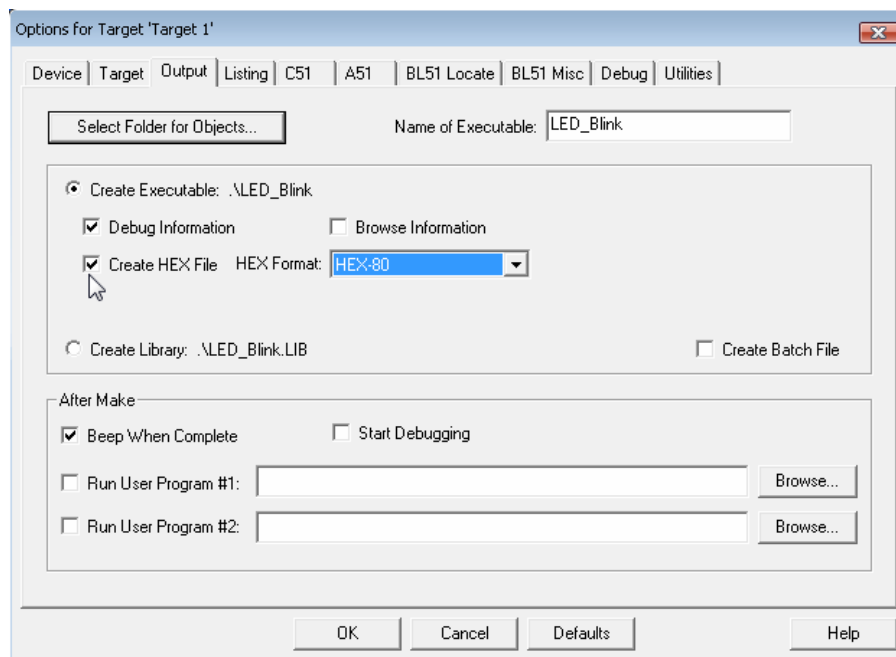 Options for Target 'Target 1'
Device Target Output Listing C51 A51 BL51 Locate BL51 Misc Debug Utilities
Select Folder for Objects... Name of Executable: LED_Blink
Create Executable: .\LED_Blink
Debug Information Browse Information
Create HEX File HEX Format: HEX-80
Create Library: .\LED_Blink.LIB Create Batch File
After Make
Beep When Complete Start Debugging
Run User Program #1: Browse...
Run User Program #2: Browse...
OK Cancel Defaults Help